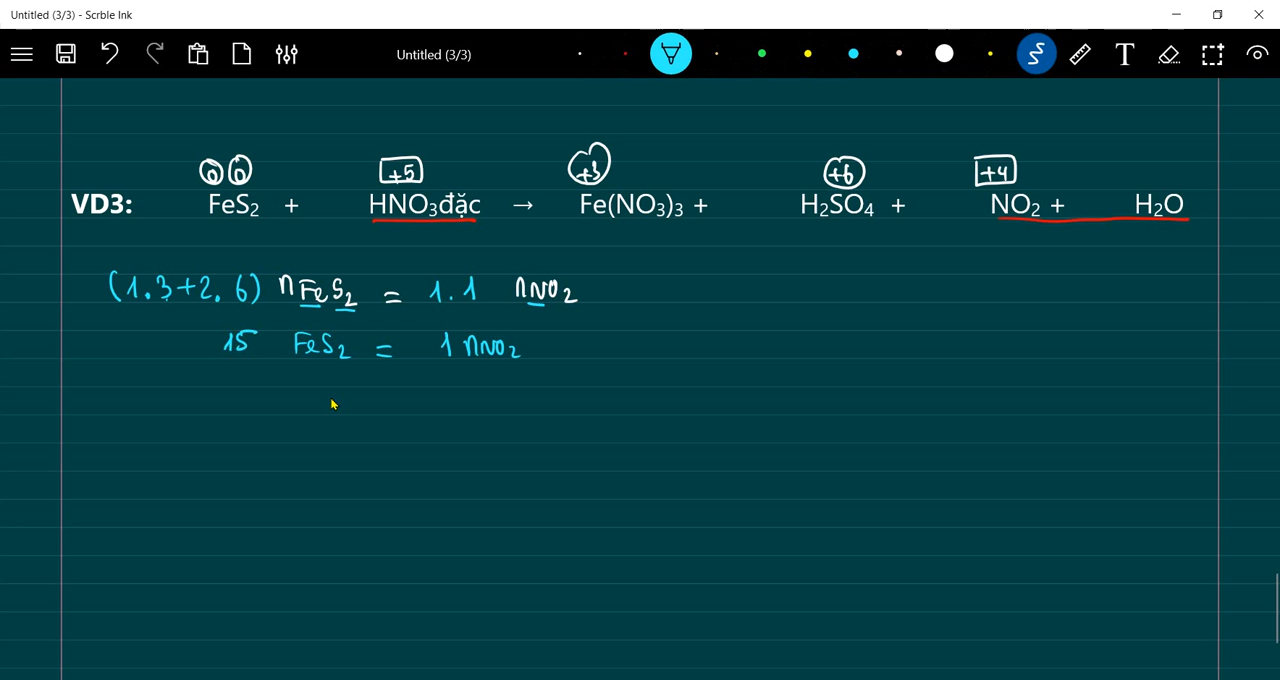 Untitled (3/3) - Scrble Ink
Untitled (3/3)
T
0 0 +5 +3 +6 +4
VD3: FeS₂ + HNO₃đặc → Fe(NO₃)₃ + H₂SO₄ + NO₂ + H₂O
(1.3+2.6) nFeS₂ = 1.1 nNO₂
15 FeS₂ = 1 nNO₂